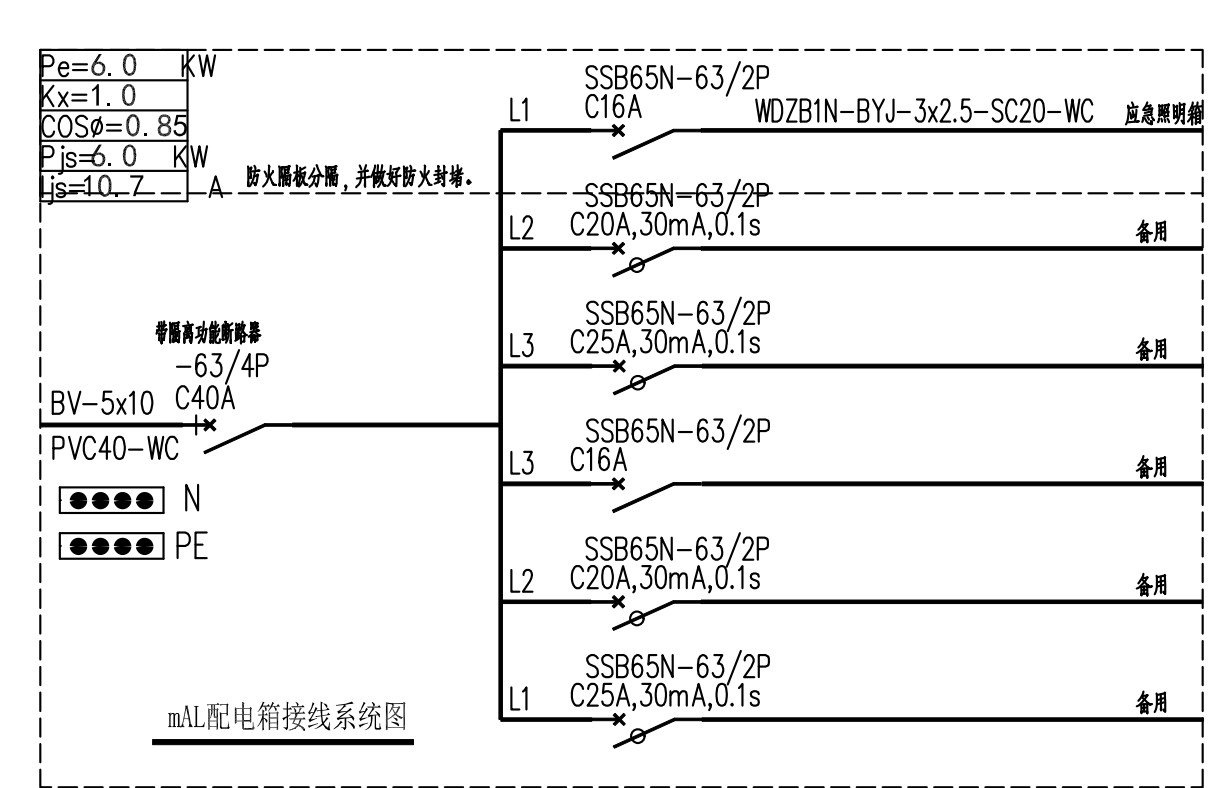 Pe=6.0 KW
Kx=1.0
COSø=0.85
Pjs=6.0 KW
Ijs=10.7 A
防火隔板分隔,并做好防火封堵。
SSB65N-63/2P
L1 C16A WDZB1N-BYJ-3x2.5-SC20-WC 应急照明箱
SSB65N-63/2P
L2 C20A,30mA,0.1s 备用
SSB65N-63/2P
L3 C25A,30mA,0.1s 备用
带隔离功能断路器
-63/4P
BV-5x10 C40A
PVC40-WC
SSB65N-63/2P
L3 C16A 备用
N
PE
SSB65N-63/2P
L2 C20A,30mA,0.1s 备用
SSB65N-63/2P
L1 C25A,30mA,0.1s 备用
mAL配电箱接线系统图